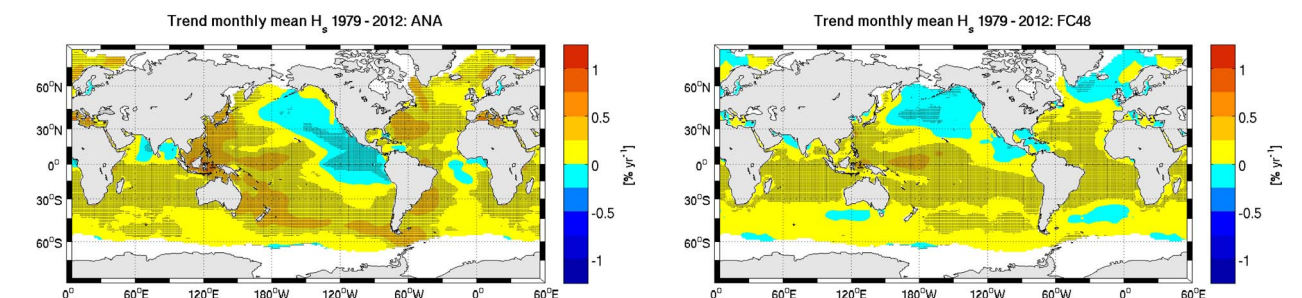 Trend monthly mean Hₛ 1979 - 2012: ANA
60°N
30°N
0°
30°S
60°S
0° 60°E 120°E 180°W 120°W 60°W 0° 60°E
1
0.5
0
-0.5
-1
[% yr⁻¹]
Trend monthly mean Hₛ 1979 - 2012: FC48
60°N
30°N
0°
30°S
60°S
0° 60°E 120°E 180°W 120°W 60°W 0° 60°E
1
0.5
0
-0.5
-1
[% yr⁻¹]